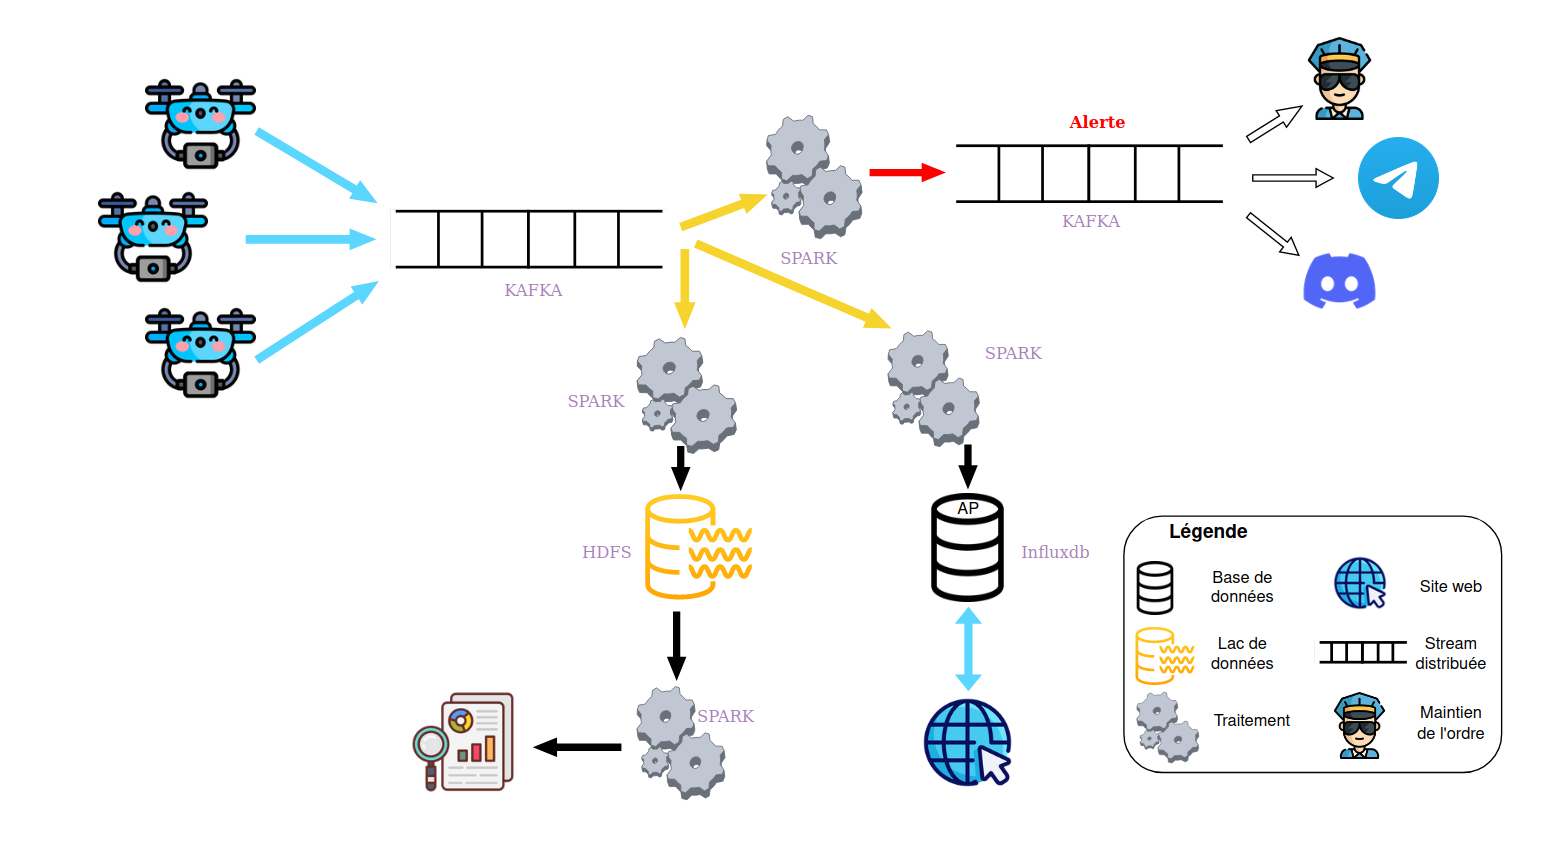 Alerte
KAFKA
SPARK
KAFKA
SPARK
SPARK
AP
HDFS
Influxdb
SPARK
Légende
Base de
données
Site web
Lac de
données
Stream
distribuée
Traitement
Maintien
de l'ordre